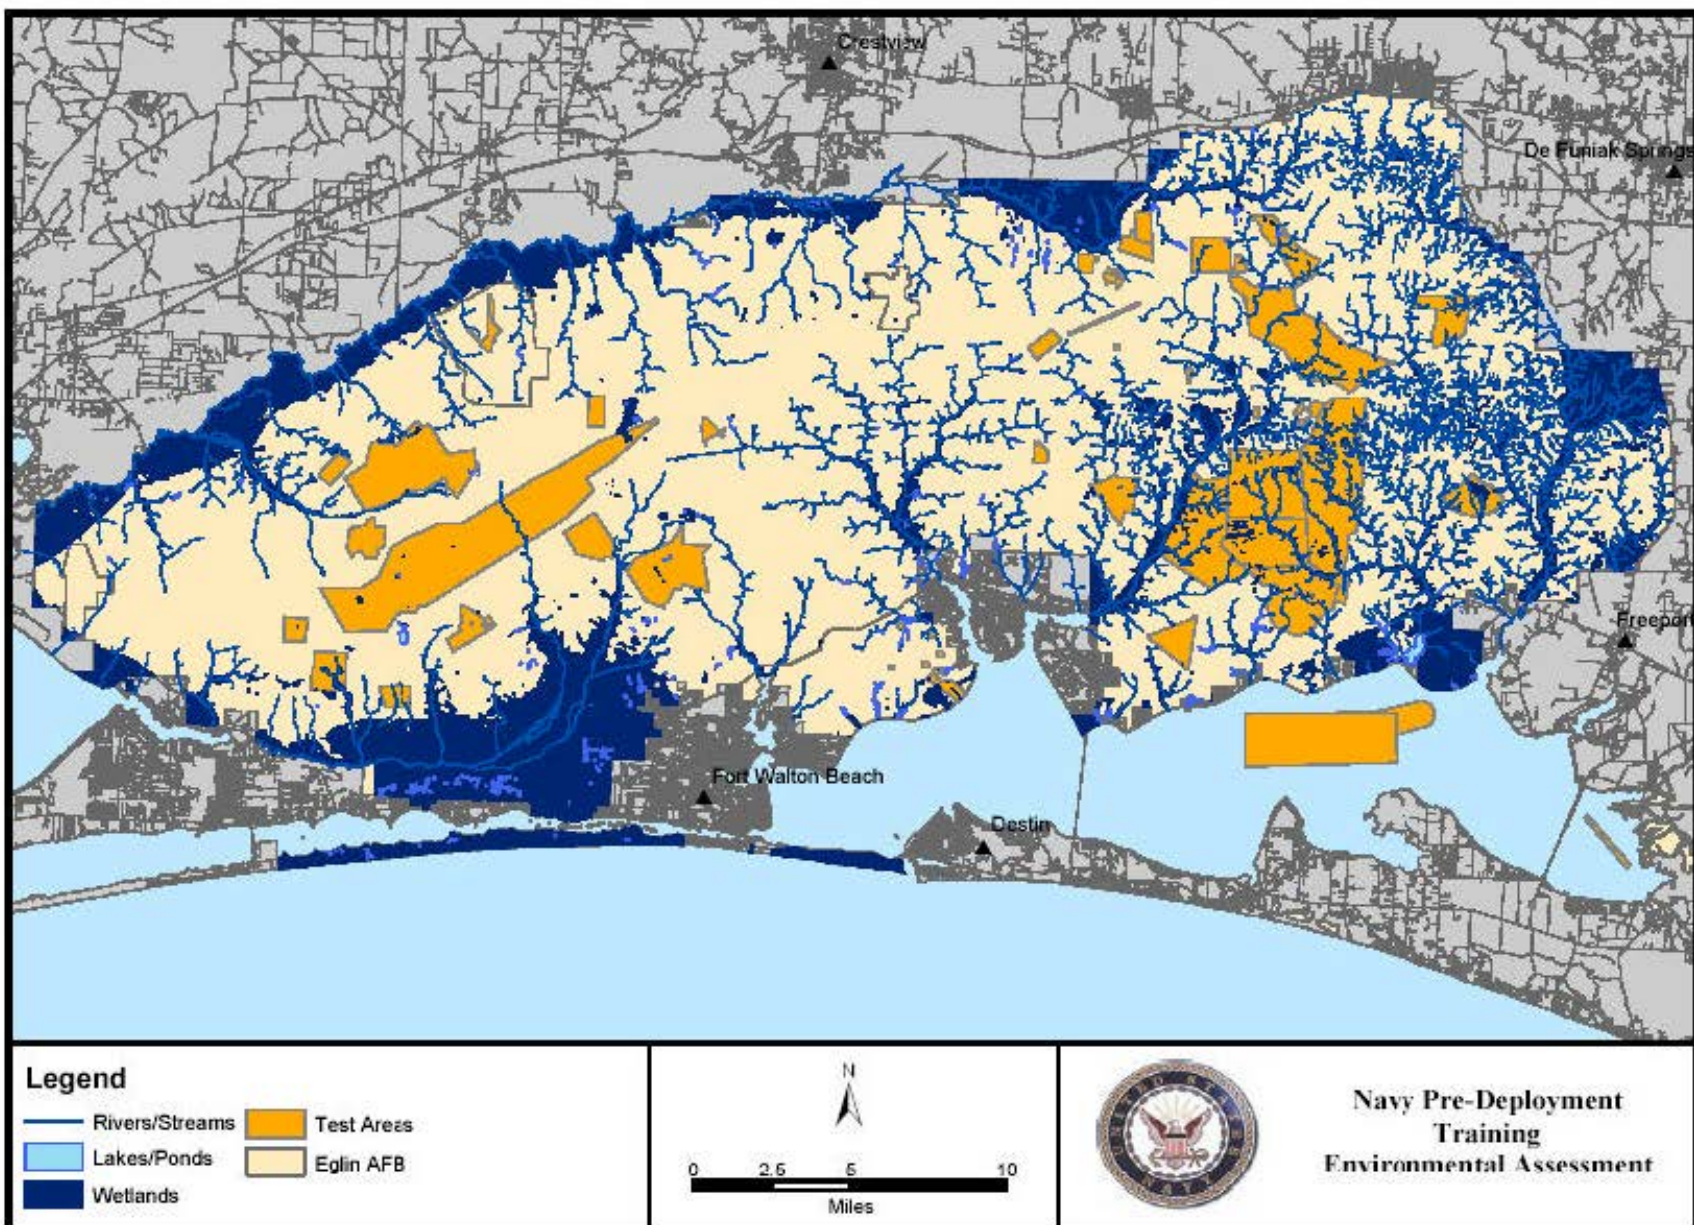 Crestview
De Funiak Springs
Freeport
Fort Walton Beach
Destin
Legend
Rivers/Streams
Lakes/Ponds
Wetlands
Test Areas
Eglin AFB
N
0 2.5 5 10
Miles
Navy Pre-Deployment
Training
Environmental Assessment